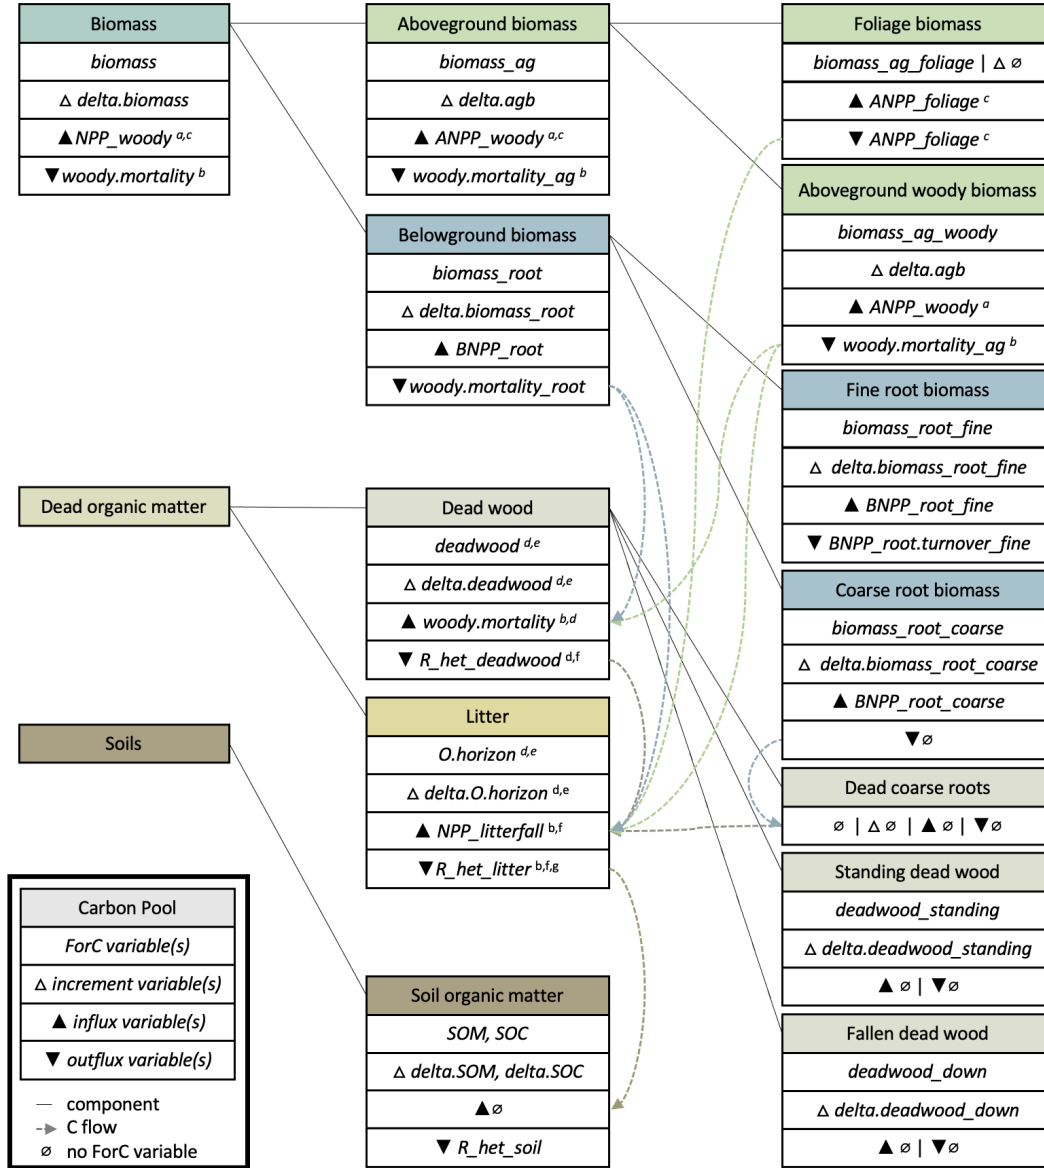 Biomass
biomass
△ delta.biomass
▲NPP_woody a,c
▼woody.mortality b
Aboveground biomass
biomass_ag
△ delta.agb
▲ ANPP_woody a,c
▼ woody.mortality_ag b
Foliage biomass
biomass_ag_foliage | △ ∅
▲ ANPP_foliage c
▼ ANPP_foliage c
Aboveground woody biomass
biomass_ag_woody
△ delta.agb
▲ ANPP_woody a
▼ woody.mortality_ag b
Belowground biomass
biomass_root
△ delta.biomass_root
▲ BNPP_root
▼woody.mortality_root
Fine root biomass
biomass_root_fine
△ delta.biomass_root_fine
▲ BNPP_root_fine
▼ BNPP_root.turnover_fine
Coarse root biomass
biomass_root_coarse
△ delta.biomass_root_coarse
▲ BNPP_root_coarse
▼∅
Dead organic matter
Dead wood
deadwood d,e
△ delta.deadwood d,e
▲ woody.mortality b,d
▼ R_het_deadwood d,f
Litter
O.horizon d,e
△ delta.O.horizon d,e
▲ NPP_litterfall b,f
▼ R_het_litter b,f,g
Dead coarse roots
∅ | △ ∅ | ▲ ∅ | ▼∅
Standing dead wood
deadwood_standing
△ delta.deadwood_standing
▲ ∅ | ▼∅
Fallen dead wood
deadwood_down
△ delta.deadwood_down
▲ ∅ | ▼∅
Soils
Soil organic matter
SOM, SOC
△ delta.SOM, delta.SOC
▲∅
▼ R_het_soil
Carbon Pool
ForC variable(s)
△ increment variable(s)
▲ influx variable(s)
▼ outflux variable(s)
component
C flow
∅ no ForC variable